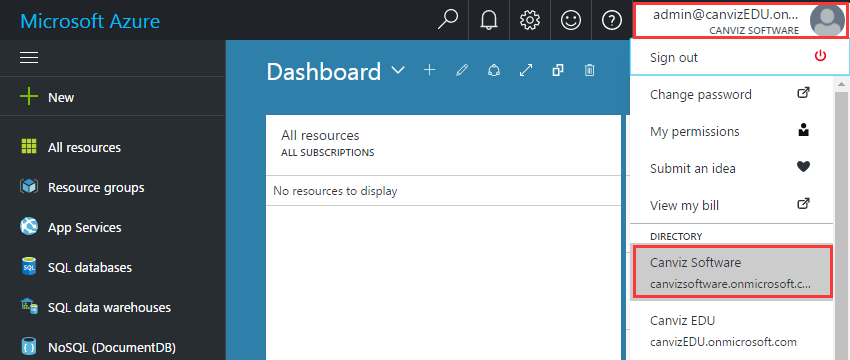 Microsoft Azure
admin@canvizEDU.on...
CANVIZ SOFTWARE
New
All resources
Resource groups
App Services
SQL databases
SQL data warehouses
NoSQL (DocumentDB)
Dashboard
All resources
ALL SUBSCRIPTIONS
No resources to display
Sign out
Change password
My permissions
Submit an idea
View my bill
DIRECTORY
Canviz Software
canvizsoftware.onmicrosoft.c...
Canviz EDU
canvizEDU.onmicrosoft.com